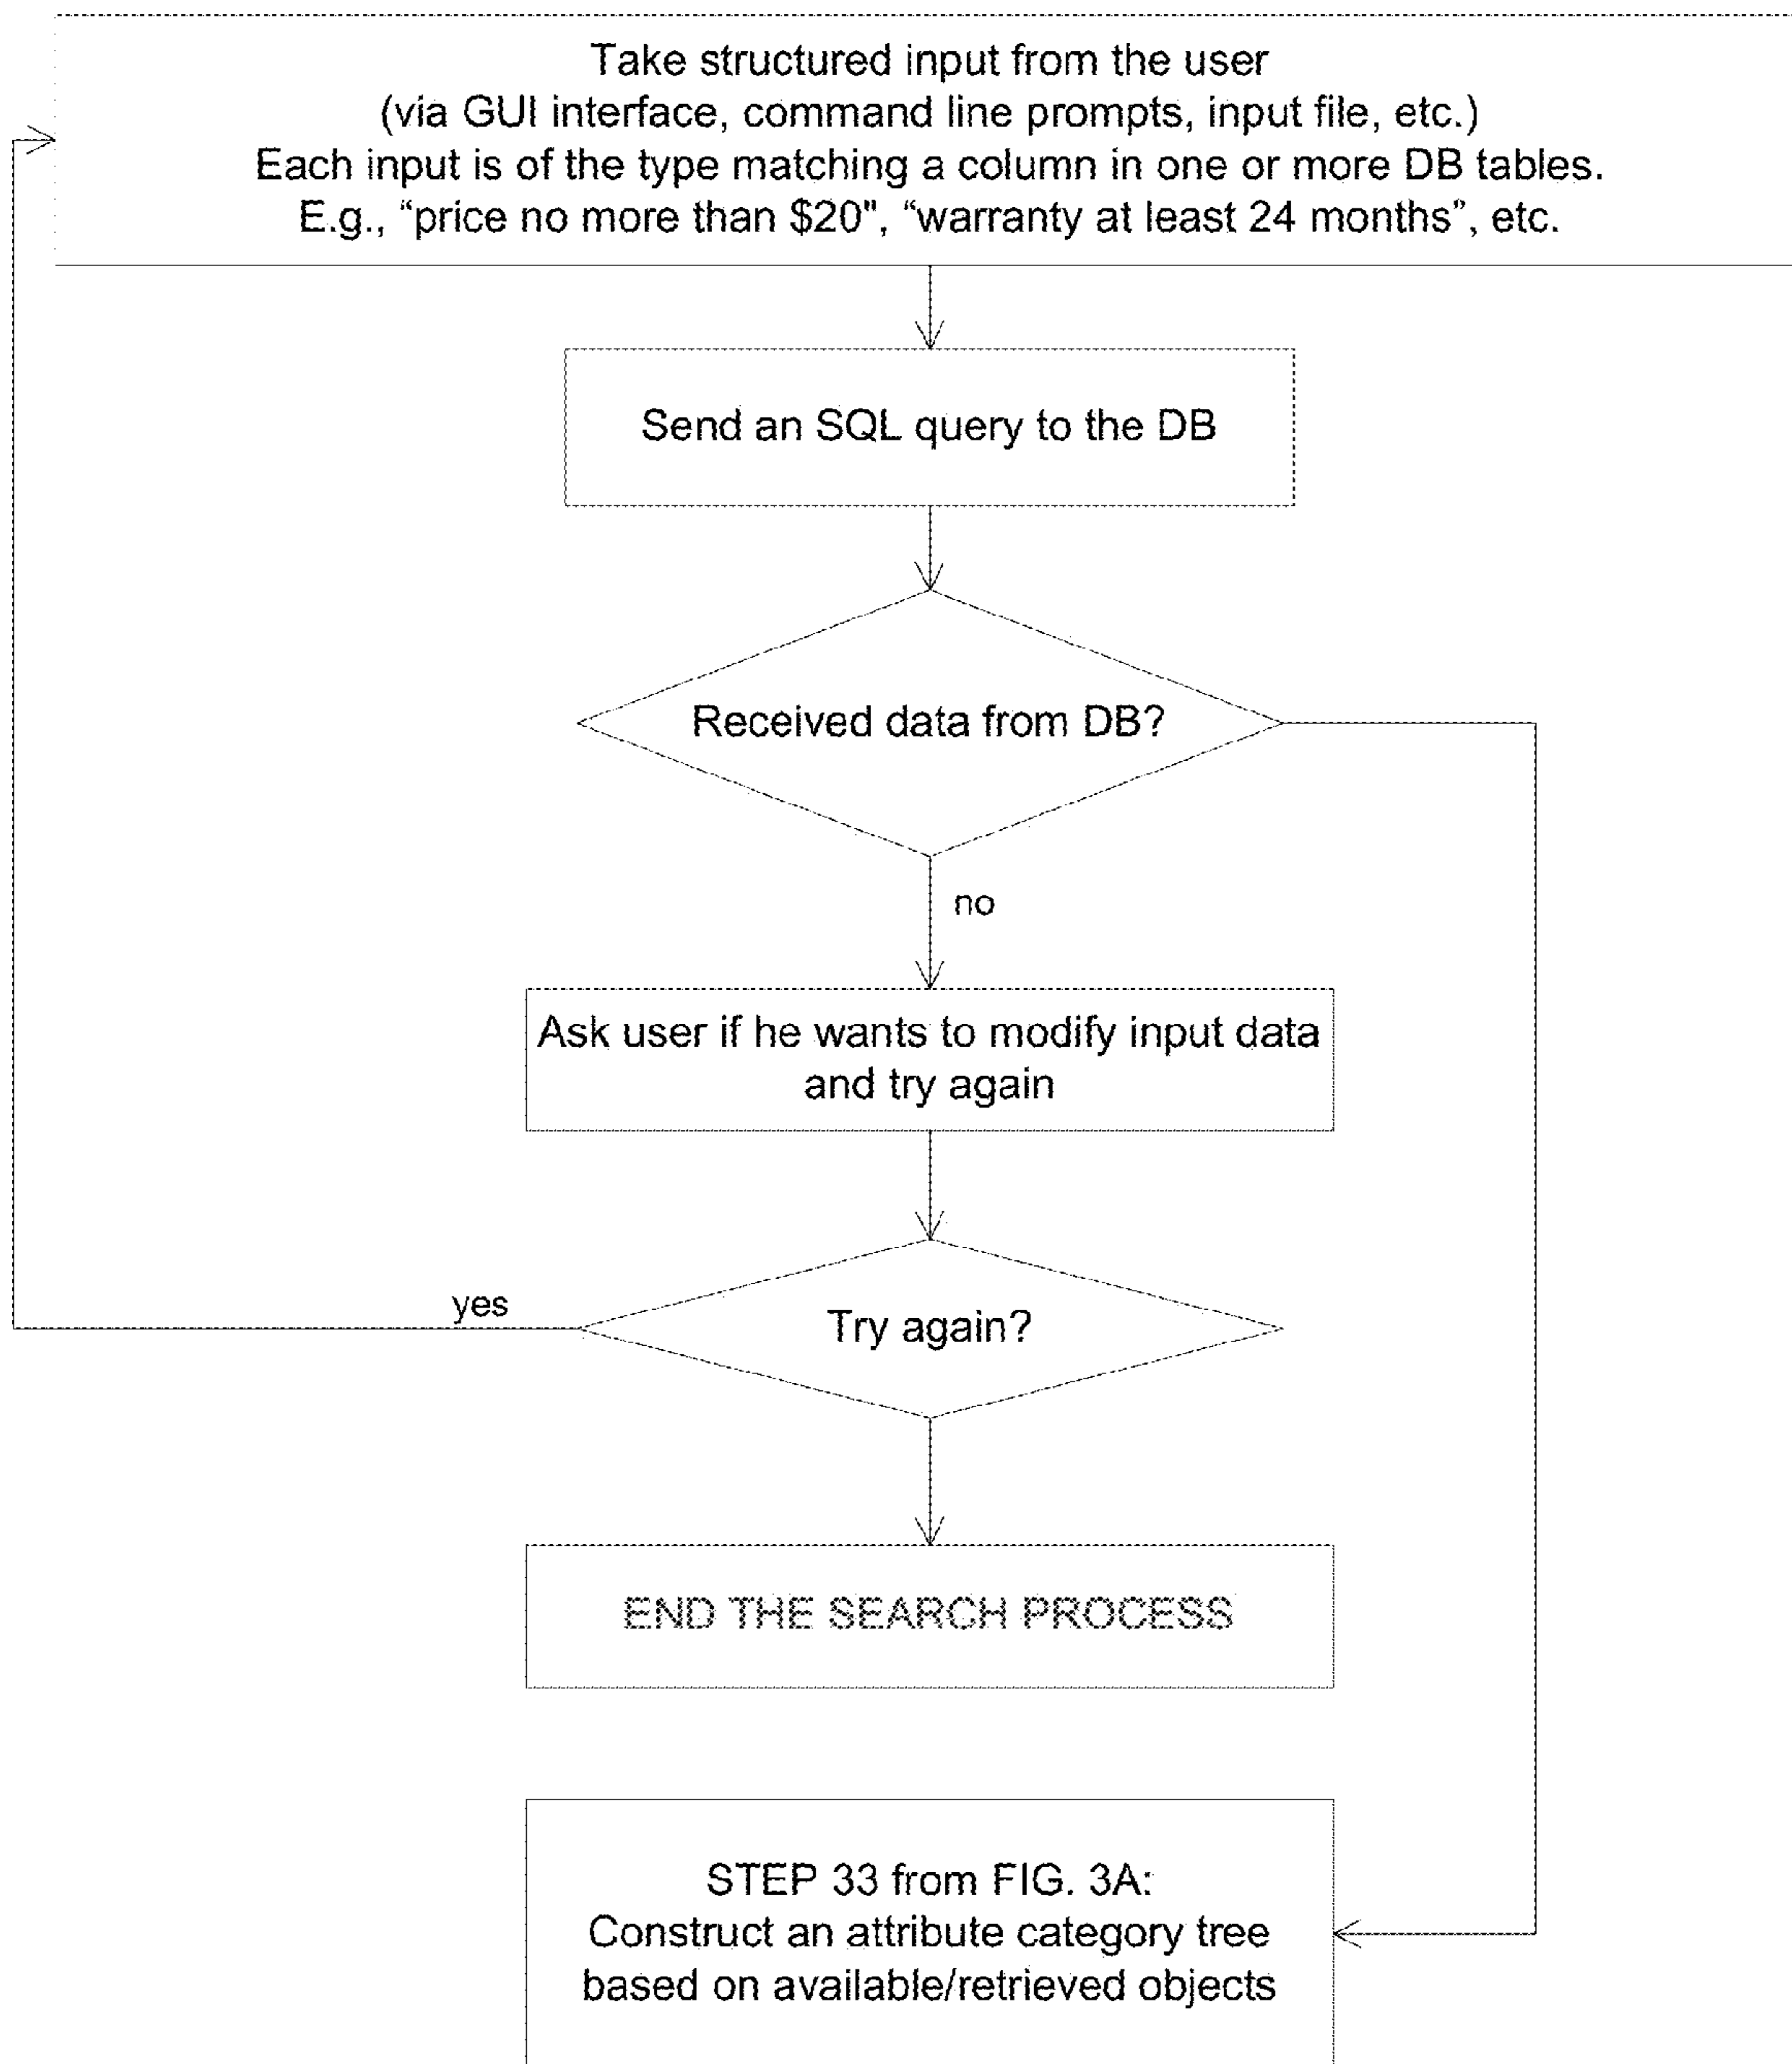 Take structured input from the user
(via GUI interface, command line prompts, input file, etc.)
Each input is of the type matching a column in one or more DB tables.
E.g., “price no more than $20", “warranty at least 24 months”, etc.
Send an SQL query to the DB
Received data from DB?
no
Ask user if he wants to modify input data
and try again
yes
Try again?
END THE SEARCH PROCESS
STEP 33 from FIG. 3A:
Construct an attribute category tree
based on available/retrieved objects